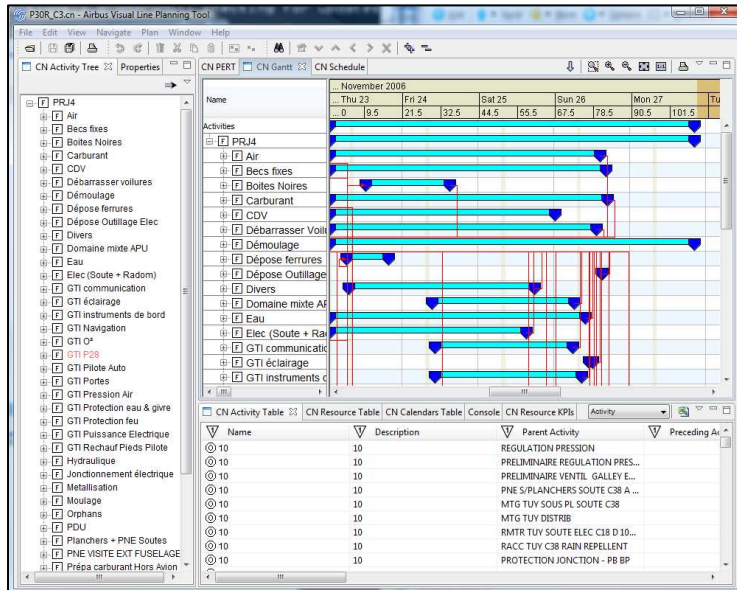 P30R_C3.cn - Airbus Visual Line Planning Tool
File Edit View Navigate Plan Window Help
CN Activity Tree Properties
PRJ4
Air
Becs fixes
Boites Noires
Carburant
CDV
Débarrasser voilures
Démoulage
Dépose ferrures
Dépose Outillage Elec
Divers
Domaine mixte APU
Eau
Elec (Soute + Radom)
GTI communication
GTI éclairage
GTI instruments de bord
GTI Navigation
GTI O²
GTI P28
GTI Pilote Auto
GTI Portes
GTI Pression Air
GTI Protection eau & givre
GTI Protection feu
GTI Puissance Electrique
GTI Rechauf Pieds Pilote
Hydraulique
Jonctionnement électrique
Metallisation
Moulage
Orphans
PDU
Planchers + PNE Soutes
PNE VISITE EXT FUSELAGE
Prépa carburant Hors Avion
CN PERT CN Gantt CN Schedule
Name
... November 2006
... Thu 23 Fri 24 Sat 25 Sun 26 Mon 27 Tu
... 0 9.5 21.5 32.5 44.5 55.5 67.5 78.5 90.5 101.5
Activities
PRJ4
Air
Becs fixes
Boites Noires
Carburant
CDV
Débarrasser Voil
Démoulage
Dépose ferrures
Dépose Outillage
Divers
Domaine mixte AP
Eau
Elec (Soute + Ra
GTI communicatio
GTI éclairage
GTI instruments d
CN Activity Table CN Resource Table CN Calendars Table Console CN Resource KPIs Activity
Name Description Parent Activity Preceding Ac
10 10 REGULATION PRESSION
10 10 PRELIMINAIRE REGULATION PRES...
10 10 PRELIMINAIRE VENTIL GALLEY E...
10 10 PNE S/PLANCHERS SOUTE C38 A ...
10 10 MTG TUY SOUS PL SOUTE C38
10 10 MTG TUY DISTRIB
10 10 RMTR TUY SOUTE ELEC C18 D 10...
10 10 RACC TUY C38 RAIN REPELLENT
10 10 PROTECTION JONCTION - PB BP